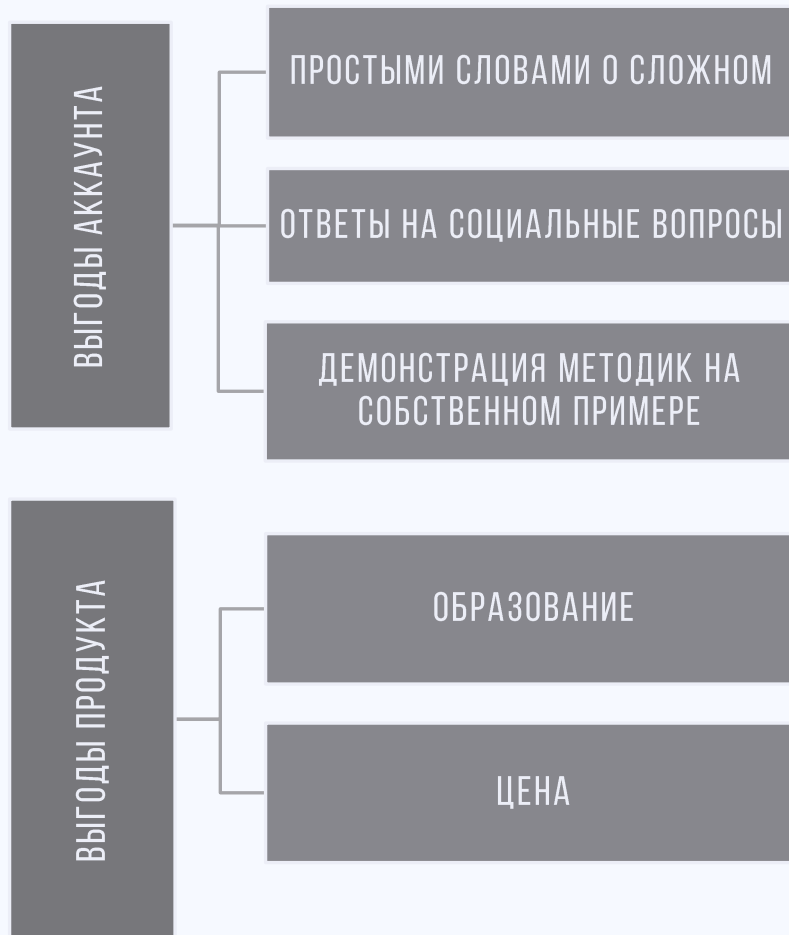 ВЫГОДЫ АККАУНТА
ПРОСТЫМИ СЛОВАМИ О СЛОЖНОМ
ОТВЕТЫ НА СОЦИАЛЬНЫЕ ВОПРОСЫ
ДЕМОНСТРАЦИЯ МЕТОДИК НА
СОБСТВЕННОМ ПРИМЕРЕ
ВЫГОДЫ ПРОДУКТА
ОБРАЗОВАНИЕ
ЦЕНА